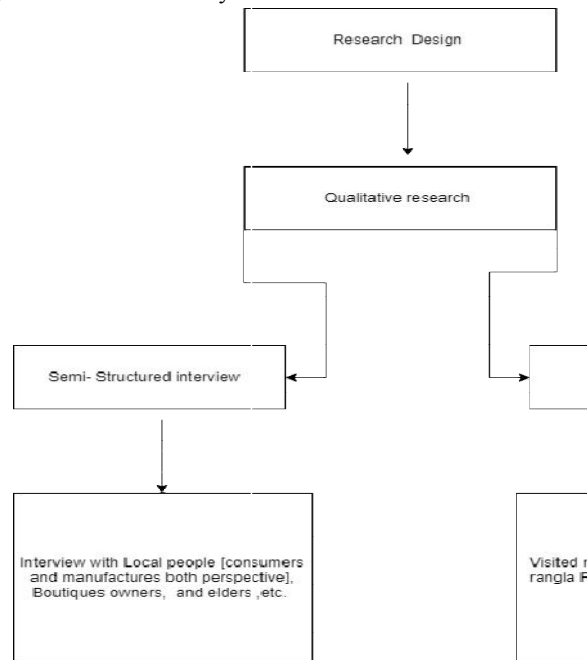 Research Design
Qualitative research
Semi- Structured interview
Interview with Local people [consumers
and manufactures both perspective],
Boutiques owners, and elders ,etc.
Visited
rangla